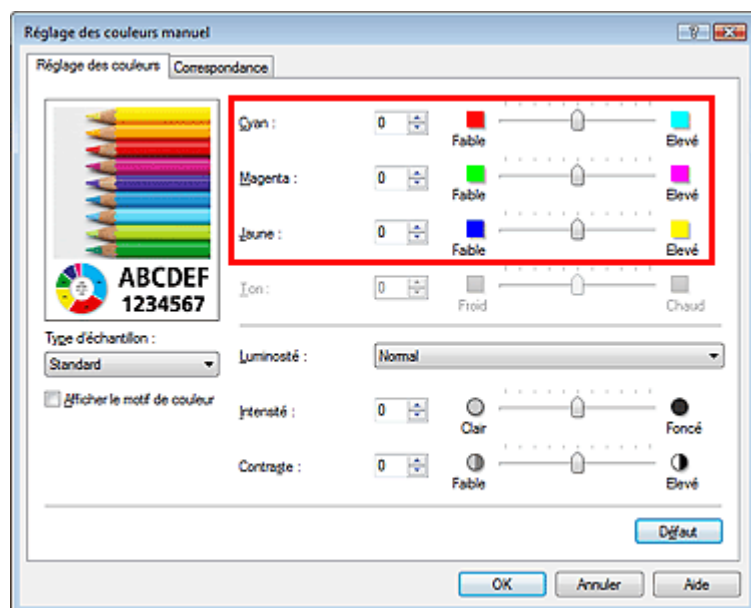 Réglage des couleurs manuel
Réglage des couleurs Correspondance
Cyan : 0 Faible Elevé
Magenta : 0 Faible Elevé
Jaune : 0 Faible Elevé
ABCDEF
1234567
Ton : 0 Froid Chaud
Type d'échantillon :
Standard
Afficher le motif de couleur
Luminosité : Normal
Intensité : 0 Clair Foncé
Contraste : 0 Faible Elevé
Défaut
OK Annuler Aide